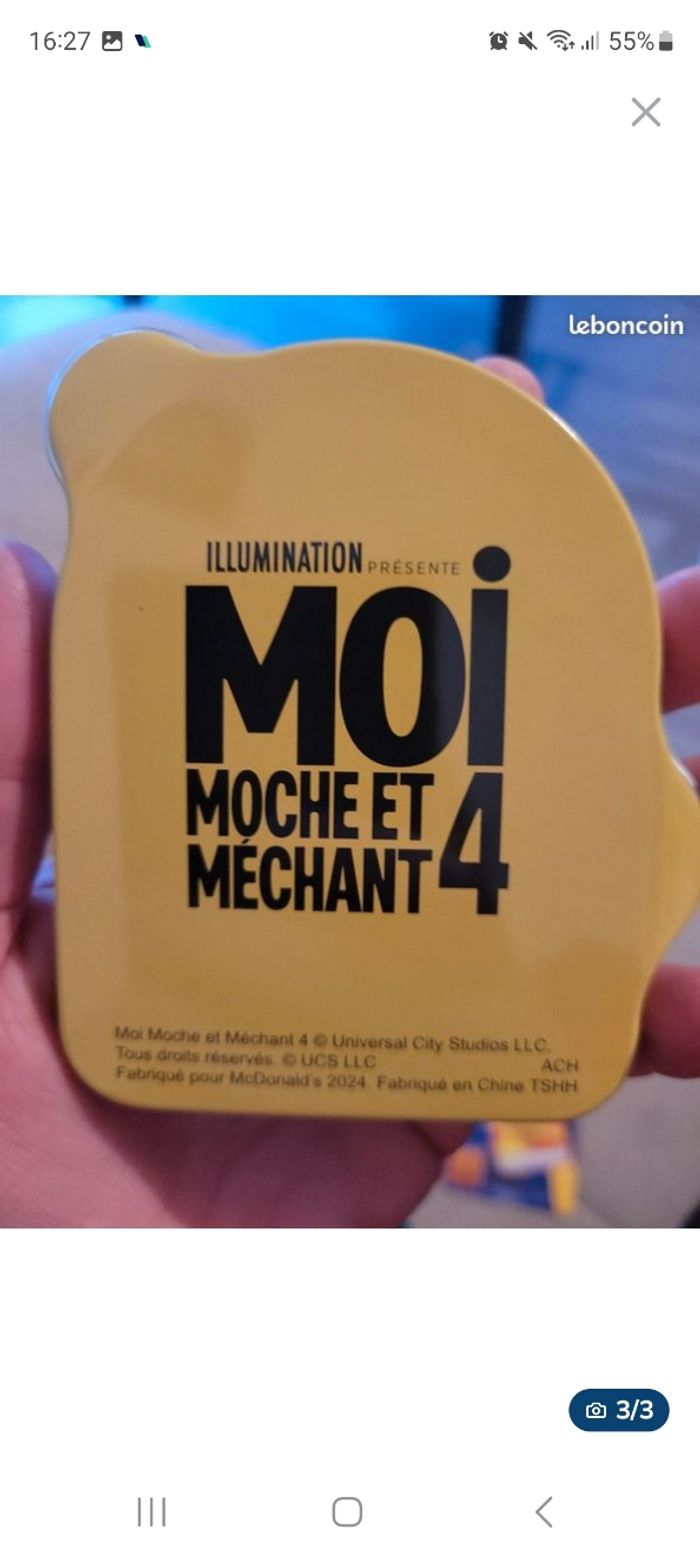 16:27
55%
leboncoin
ILLUMINATION PRÉSENTE
MOI
MOCHE ET
MÉCHANT 4
Moi Moche et Méchant 4 © Universal City Studios LLC.
Tous droits réservés. © UCS LLC ACH
Fabriqué pour McDonald's 2024. Fabriqué en Chine TSHH
3/3